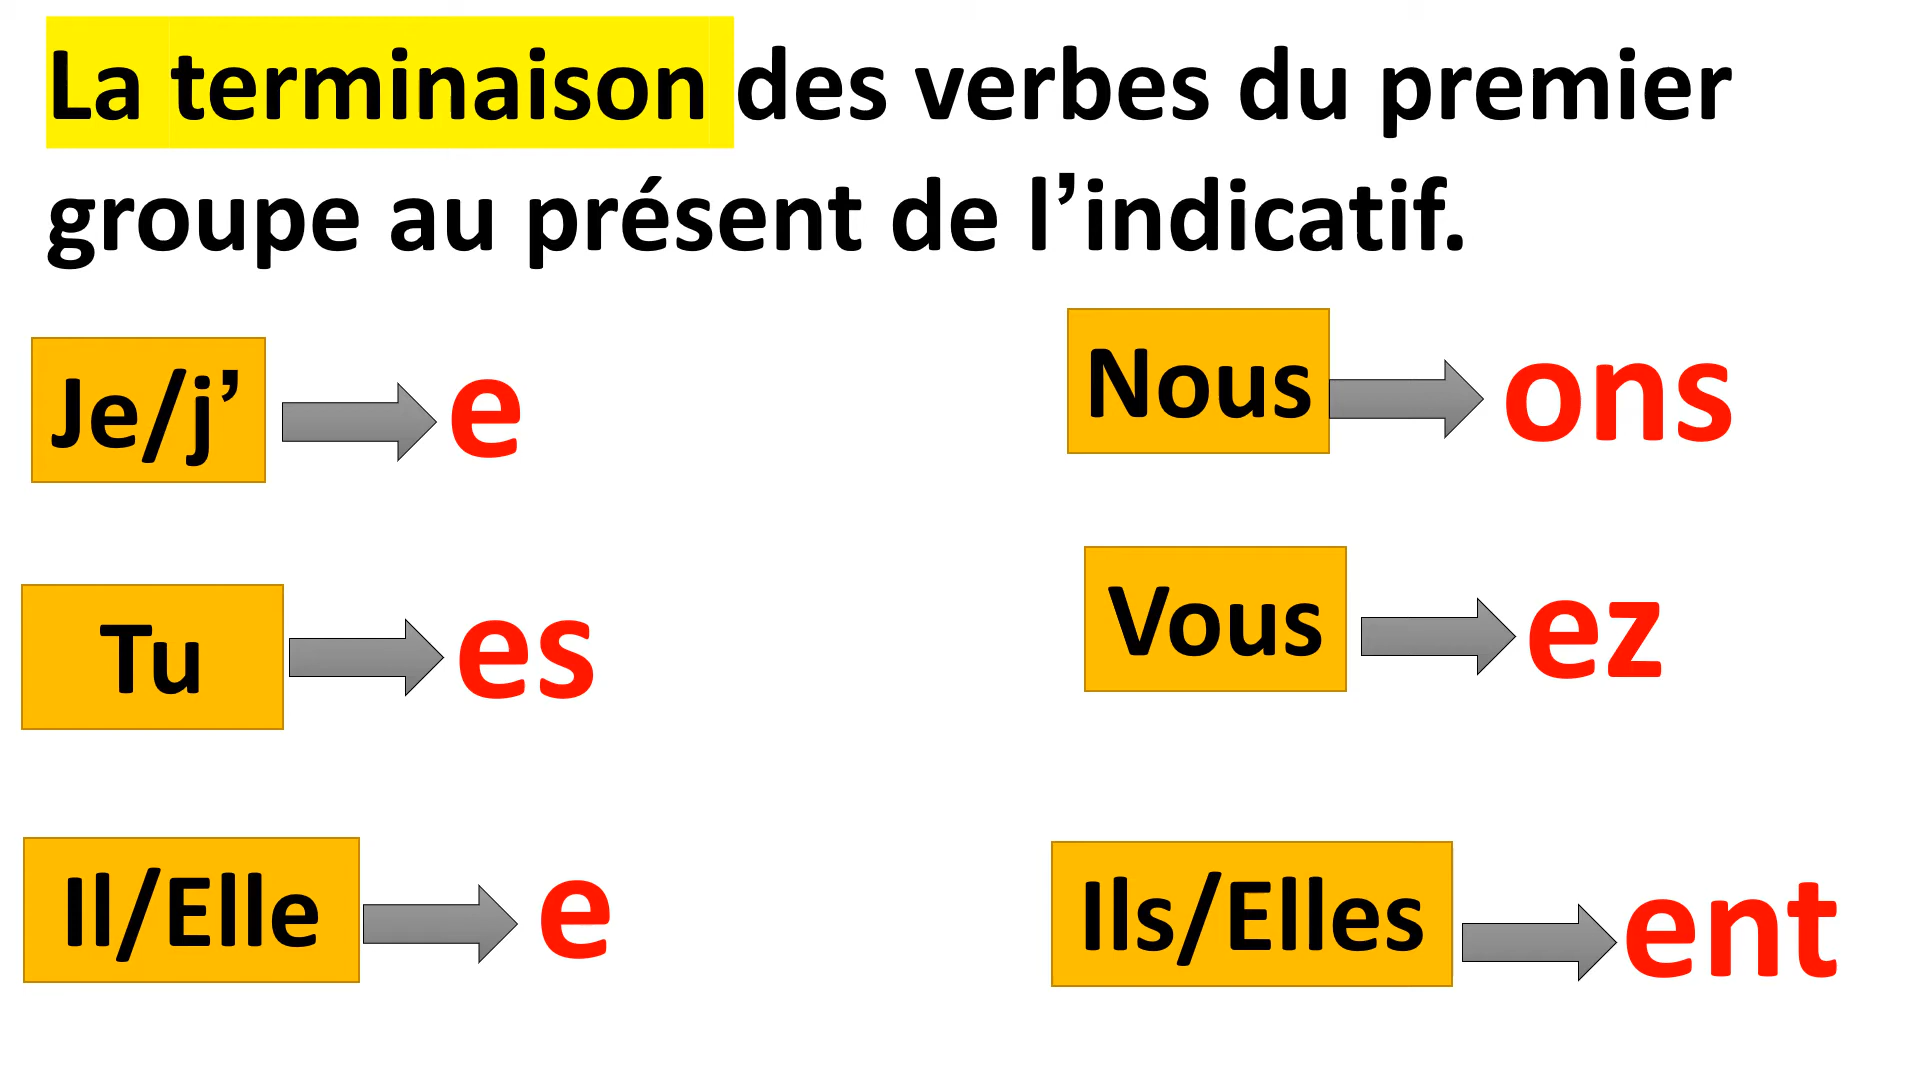 La terminaison des verbes du premier
groupe au présent de l’indicatif.
Je/j’ e
Tu es
Il/Elle e
Nous ons
Vous ez
Ils/Elles ent